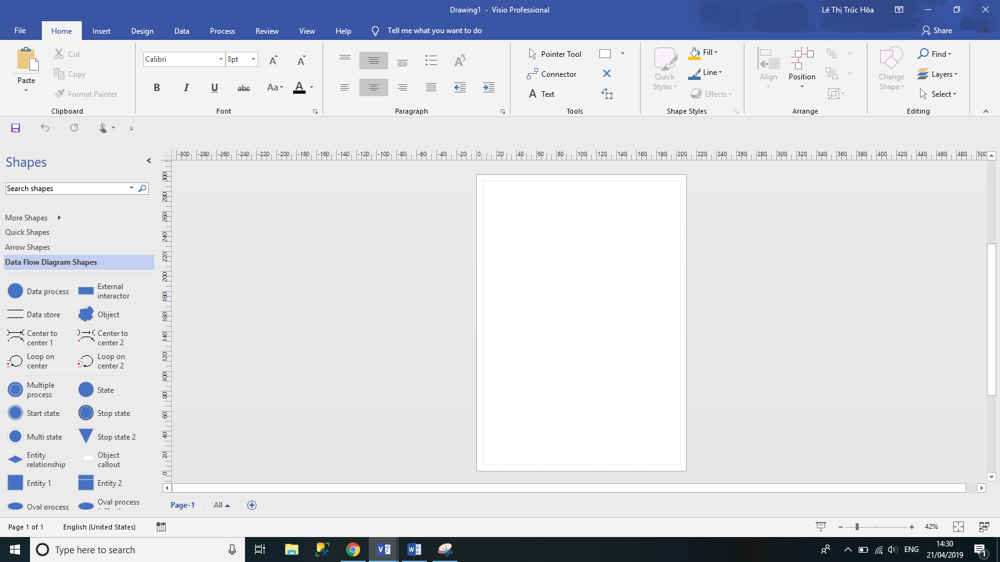 Drawing1 - Visio Professional
Lê Thị Trúc Hòa
File Home Insert Design Data Process Review View Help Tell me what you want to do Share
Paste
Cut
Copy
Format Painter
Clipboard
Calibri 8pt A A
B I U abc Aa A
Font
Paragraph
Pointer Tool
Connector
A Text
Tools
Quick Styles
Fill
Line
Effects
Shape Styles
Align
Position
Arrange
Change Shape
Find
Layers
Select
Editing
Shapes
Search shapes
More Shapes
Quick Shapes
Arrow Shapes
Data Flow Diagram Shapes
Data process
External interactor
Data store
Object
Center to center 1
Center to center 2
Loop on center
Loop on center 2
Multiple process
State
Start state
Stop state
Multi state
Stop state 2
Entity relationship
Object callout
Entity 1
Entity 2
Oval process
Oval process
-300 -280 -260 -240 -220 -200 -180 -160 -140 -120 -100 -80 -60 -40 -20 0 20 40 60 80 100 120 140 160 180 200 220 240 260 280 300 320 340 360 380 400 420 440 460 480 500
300
280
260
240
220
200
180
160
140
120
100
80
60
40
20
0
Page-1 All
Page 1 of 1 English (United States)
42%
Type here to search
ENG
14:30
21/04/2019
1